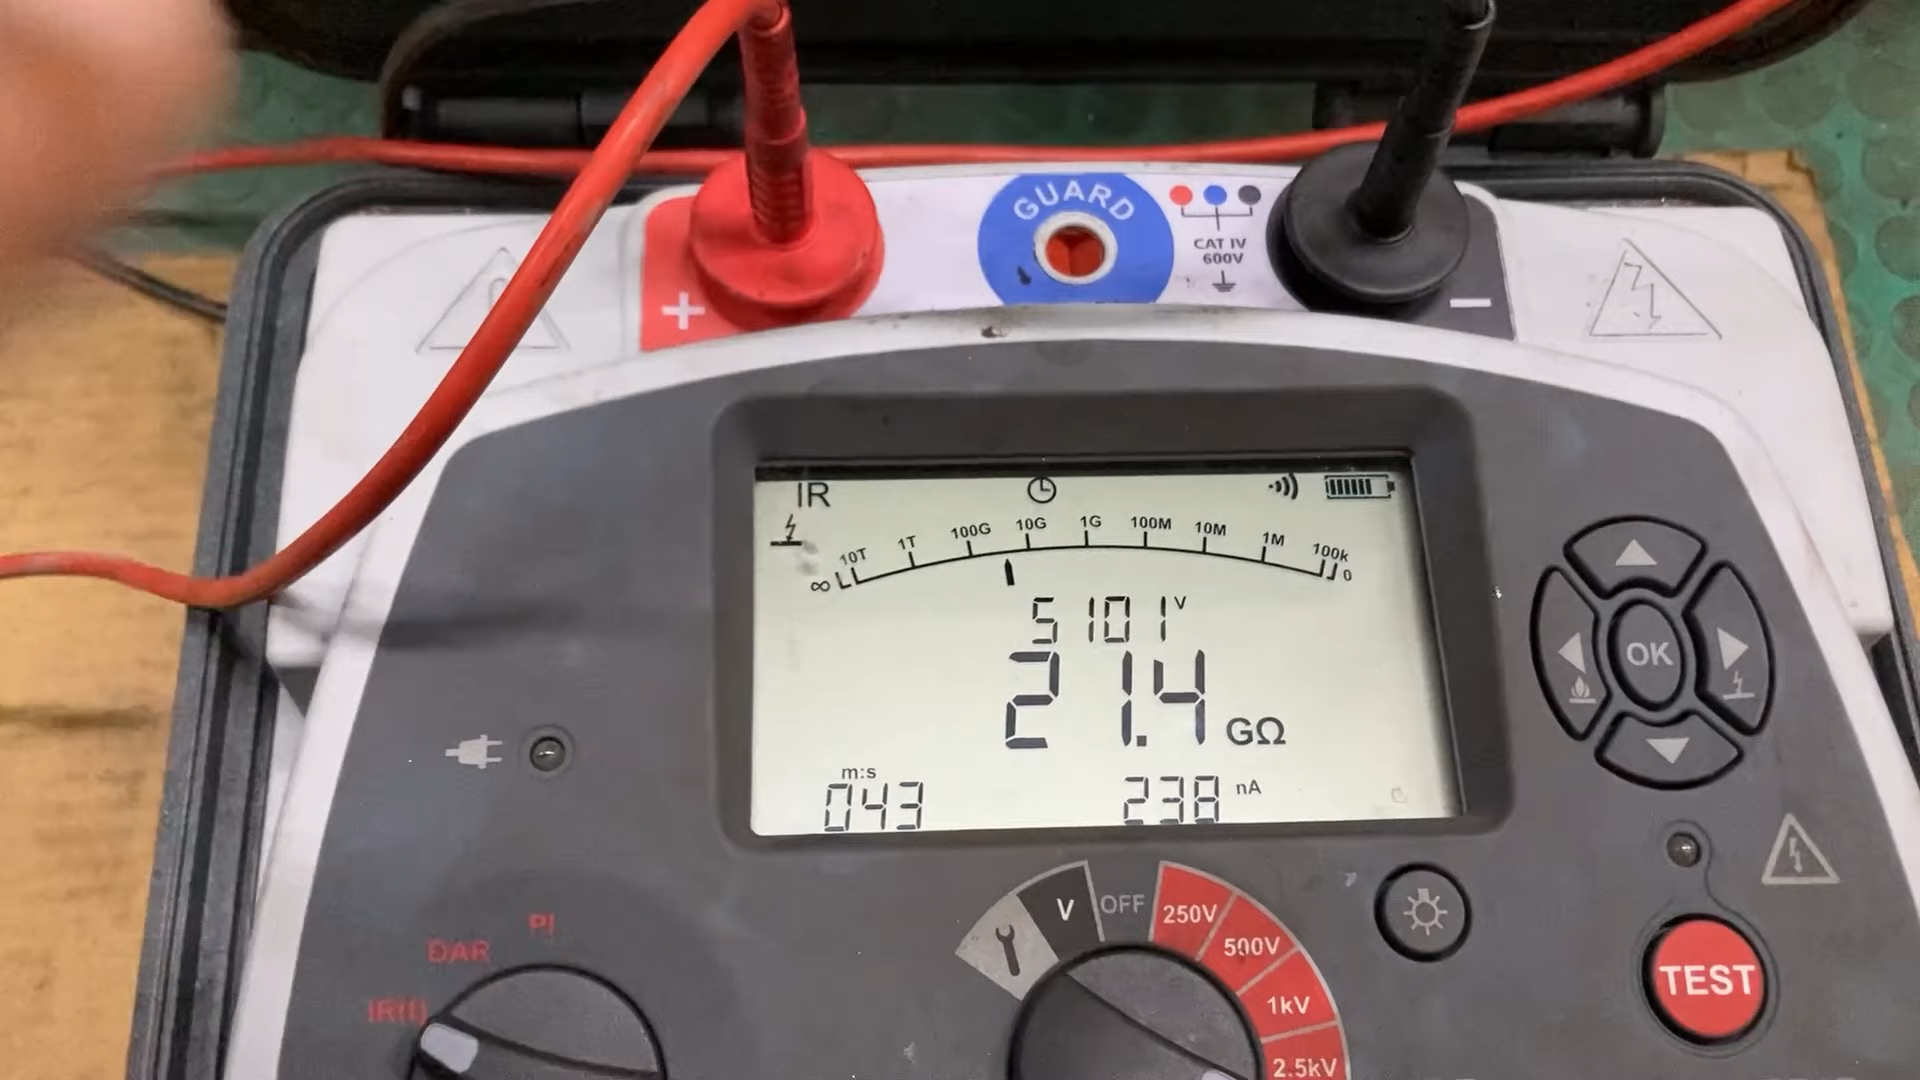 GUARD
CAT IV
600V
+
−
IR
10T 1T 100G 10G 1G 100M 10M 1M 100k
∞ 0
5101 V
21.4 GΩ
m:s
043
238 nA
OK
PI
DAR
IR(t)
V
OFF
250V
500V
1kV
2.5kV
TEST